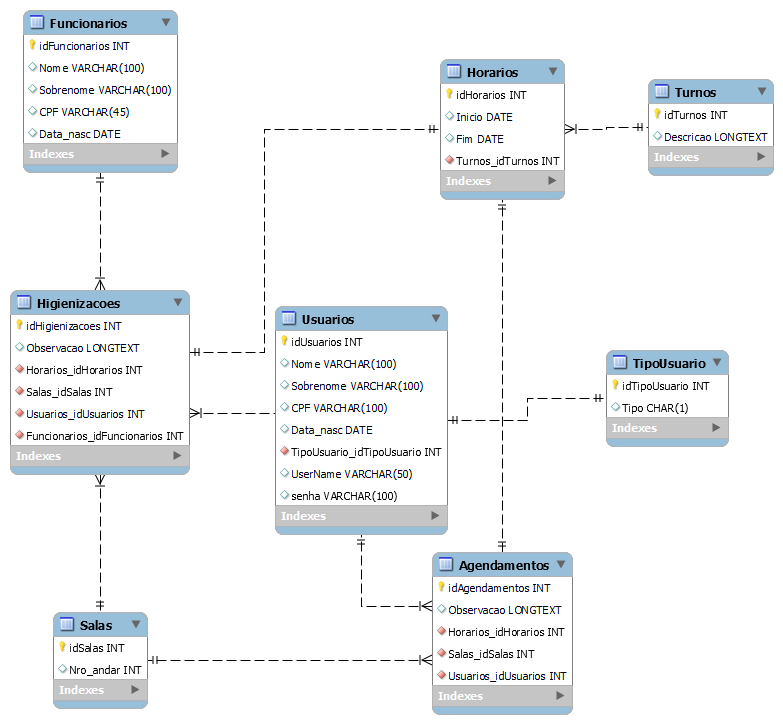 Funcionarios
idFuncionarios INT
Nome VARCHAR(100)
Sobrenome VARCHAR(100)
CPF VARCHAR(45)
Data_nasc DATE
Indexes
Horarios
idHorarios INT
Inicio DATE
Fim DATE
Turnos_idTurnos INT
Indexes
Turnos
idTurnos INT
Descricao LONGTEXT
Indexes
Higienizacoes
idHigienizacoes INT
Observacao LONGTEXT
Horarios_idHorarios INT
Salas_idSalas INT
Usuarios_idUsuarios INT
Funcionarios_idFuncionarios INT
Indexes
Usuarios
idUsuarios INT
Nome VARCHAR(100)
Sobrenome VARCHAR(100)
CPF VARCHAR(100)
Data_nasc DATE
TipoUsuario_idTipoUsuario INT
UserName VARCHAR(50)
senha VARCHAR(100)
Indexes
TipoUsuario
idTipoUsuario INT
Tipo CHAR(1)
Indexes
Salas
idSalas INT
Nro_andar INT
Indexes
Agendamentos
idAgendamentos INT
Observacao LONGTEXT
Horarios_idHorarios INT
Salas_idSalas INT
Usuarios_idUsuarios INT
Indexes